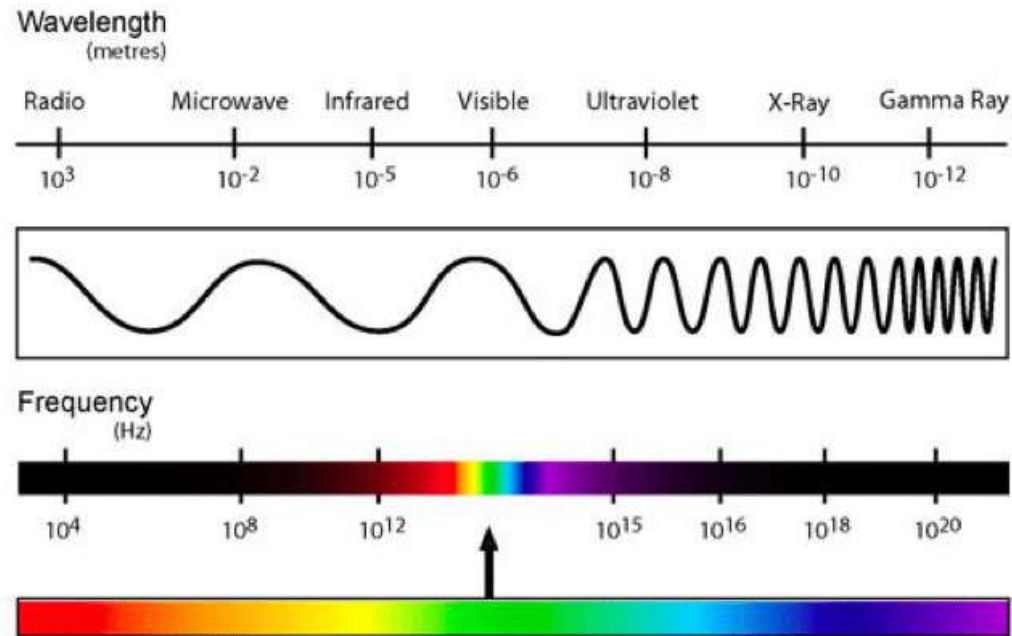 Wavelength
(metres)
Radio Microwave Infrared Visible Ultraviolet X-Ray Gamma Ray
10³ 10⁻² 10⁻⁵ 10⁻⁶ 10⁻⁸ 10⁻¹⁰ 10⁻¹²
Frequency
(Hz)
10⁴ 10⁸ 10¹² 10¹⁵ 10¹⁶ 10¹⁸ 10²⁰